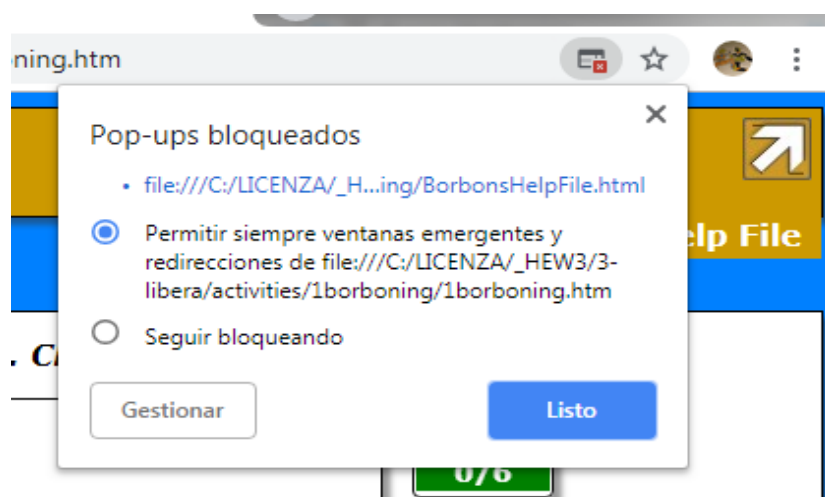 ning.htm
Pop-ups bloqueados
file:///C:/LICENZA/_H...ing/BorbonsHelpFile.html
Permitir siempre ventanas emergentes y
redirecciones de file:///C:/LICENZA/_HEW3/3-
libera/activities/1borboning/1borboning.htm
elp File
Seguir bloqueando
. C
Gestionar
Listo
0/6